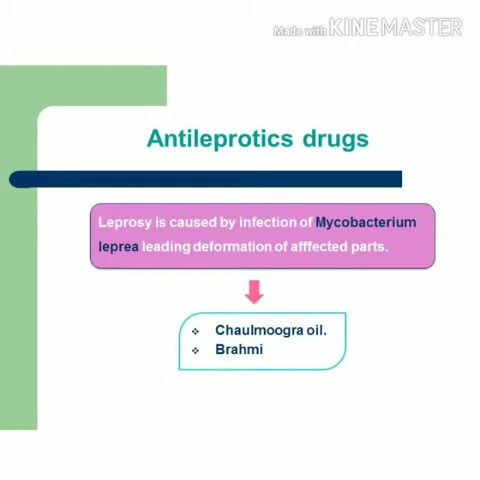 Made with KINEMASTER
Antileprotics drugs
Leprosy is caused by infection of Mycobacterium
leprea leading deformation of afffected parts.
❖ Chaulmoogra oil.
❖ Brahmi